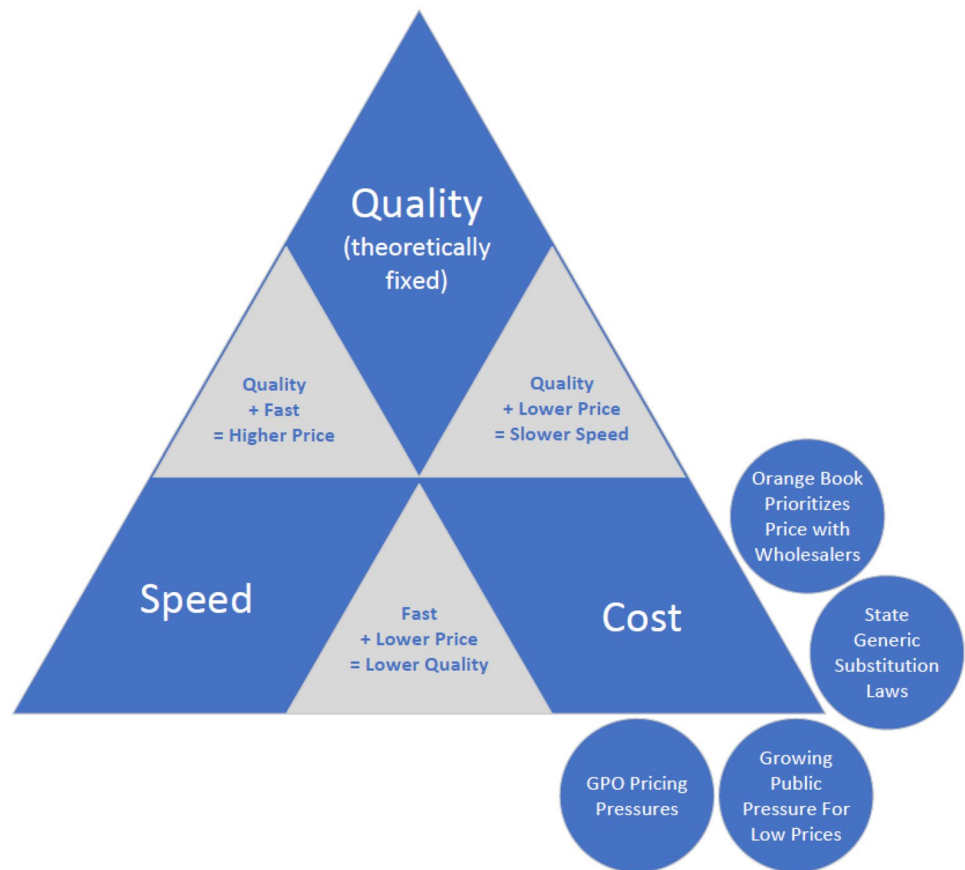 Quality
(theoretically
fixed)
Quality
+ Fast
= Higher Price
Quality
+ Lower Price
= Slower Speed
Speed
Fast
+ Lower Price
= Lower Quality
Cost
Orange Book
Prioritizes
Price with
Wholesalers
State
Generic
Substitution
Laws
GPO Pricing
Pressures
Growing
Public
Pressure For
Low Prices